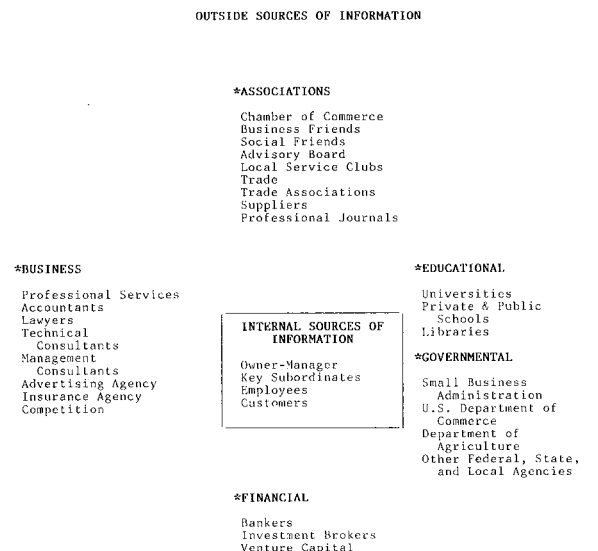 OUTSIDE SOURCES OF INFORMATION
*ASSOCIATIONS
Chamber of Commerce
Business Friends
Social Friends
Advisory Board
Local Service Clubs
Trade
Trade Associations
Suppliers
Professional Journals
*BUSINESS
Professional Services
Accountants
Lawyers
Technical
Consultants
Management
Consultants
Advertising Agency
Insurance Agency
Competition
INTERNAL SOURCES OF
INFORMATION
Owner-Manager
Key Subordinates
Employees
Customers
*EDUCATIONAL
Universities
Private & Public
Schools
Libraries
*GOVERNMENTAL
Small Business
Administration
U.S. Department of
Commerce
Department of
Agriculture
Other Federal, State,
and Local Agencies
*FINANCIAL
Bankers
Investment Brokers
Venture Capital